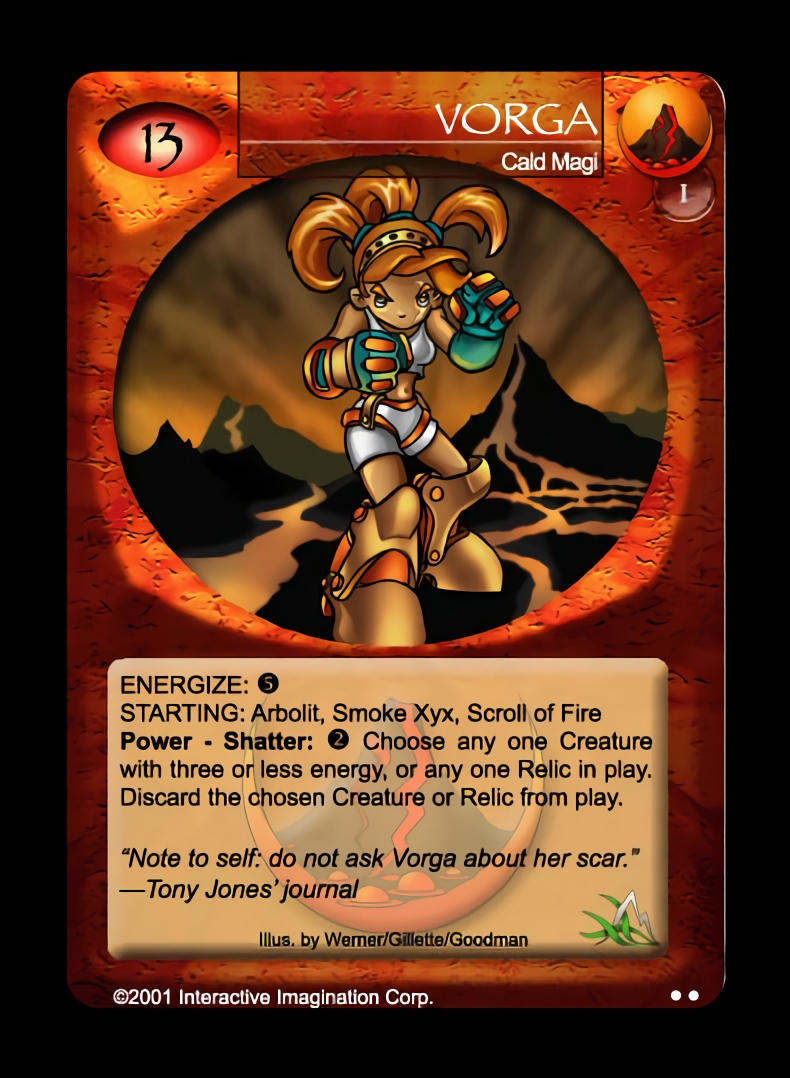 13
VORGA
Cald Magi
I
ENERGIZE: ❺
STARTING: Arbolit, Smoke Xyx, Scroll of Fire
Power - Shatter: ❷ Choose any one Creature
with three or less energy, or any one Relic in play.
Discard the chosen Creature or Relic from play.
“Note to self: do not ask Vorga about her scar.”
—Tony Jones’ journal
Illus. by Werner/Gillette/Goodman
©2001 Interactive Imagination Corp.